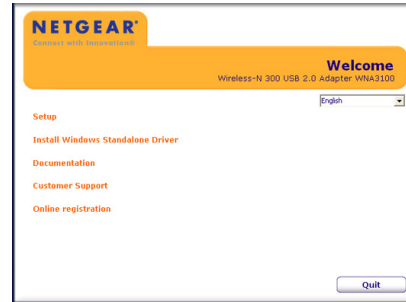 NETGEAR®
Connect with Innovation®
Welcome
Wireless-N 300 USB 2.0 Adapter WNA3100
English
Setup
Install Windows Standalone Driver
Documentation
Customer Support
Online registration
Quit